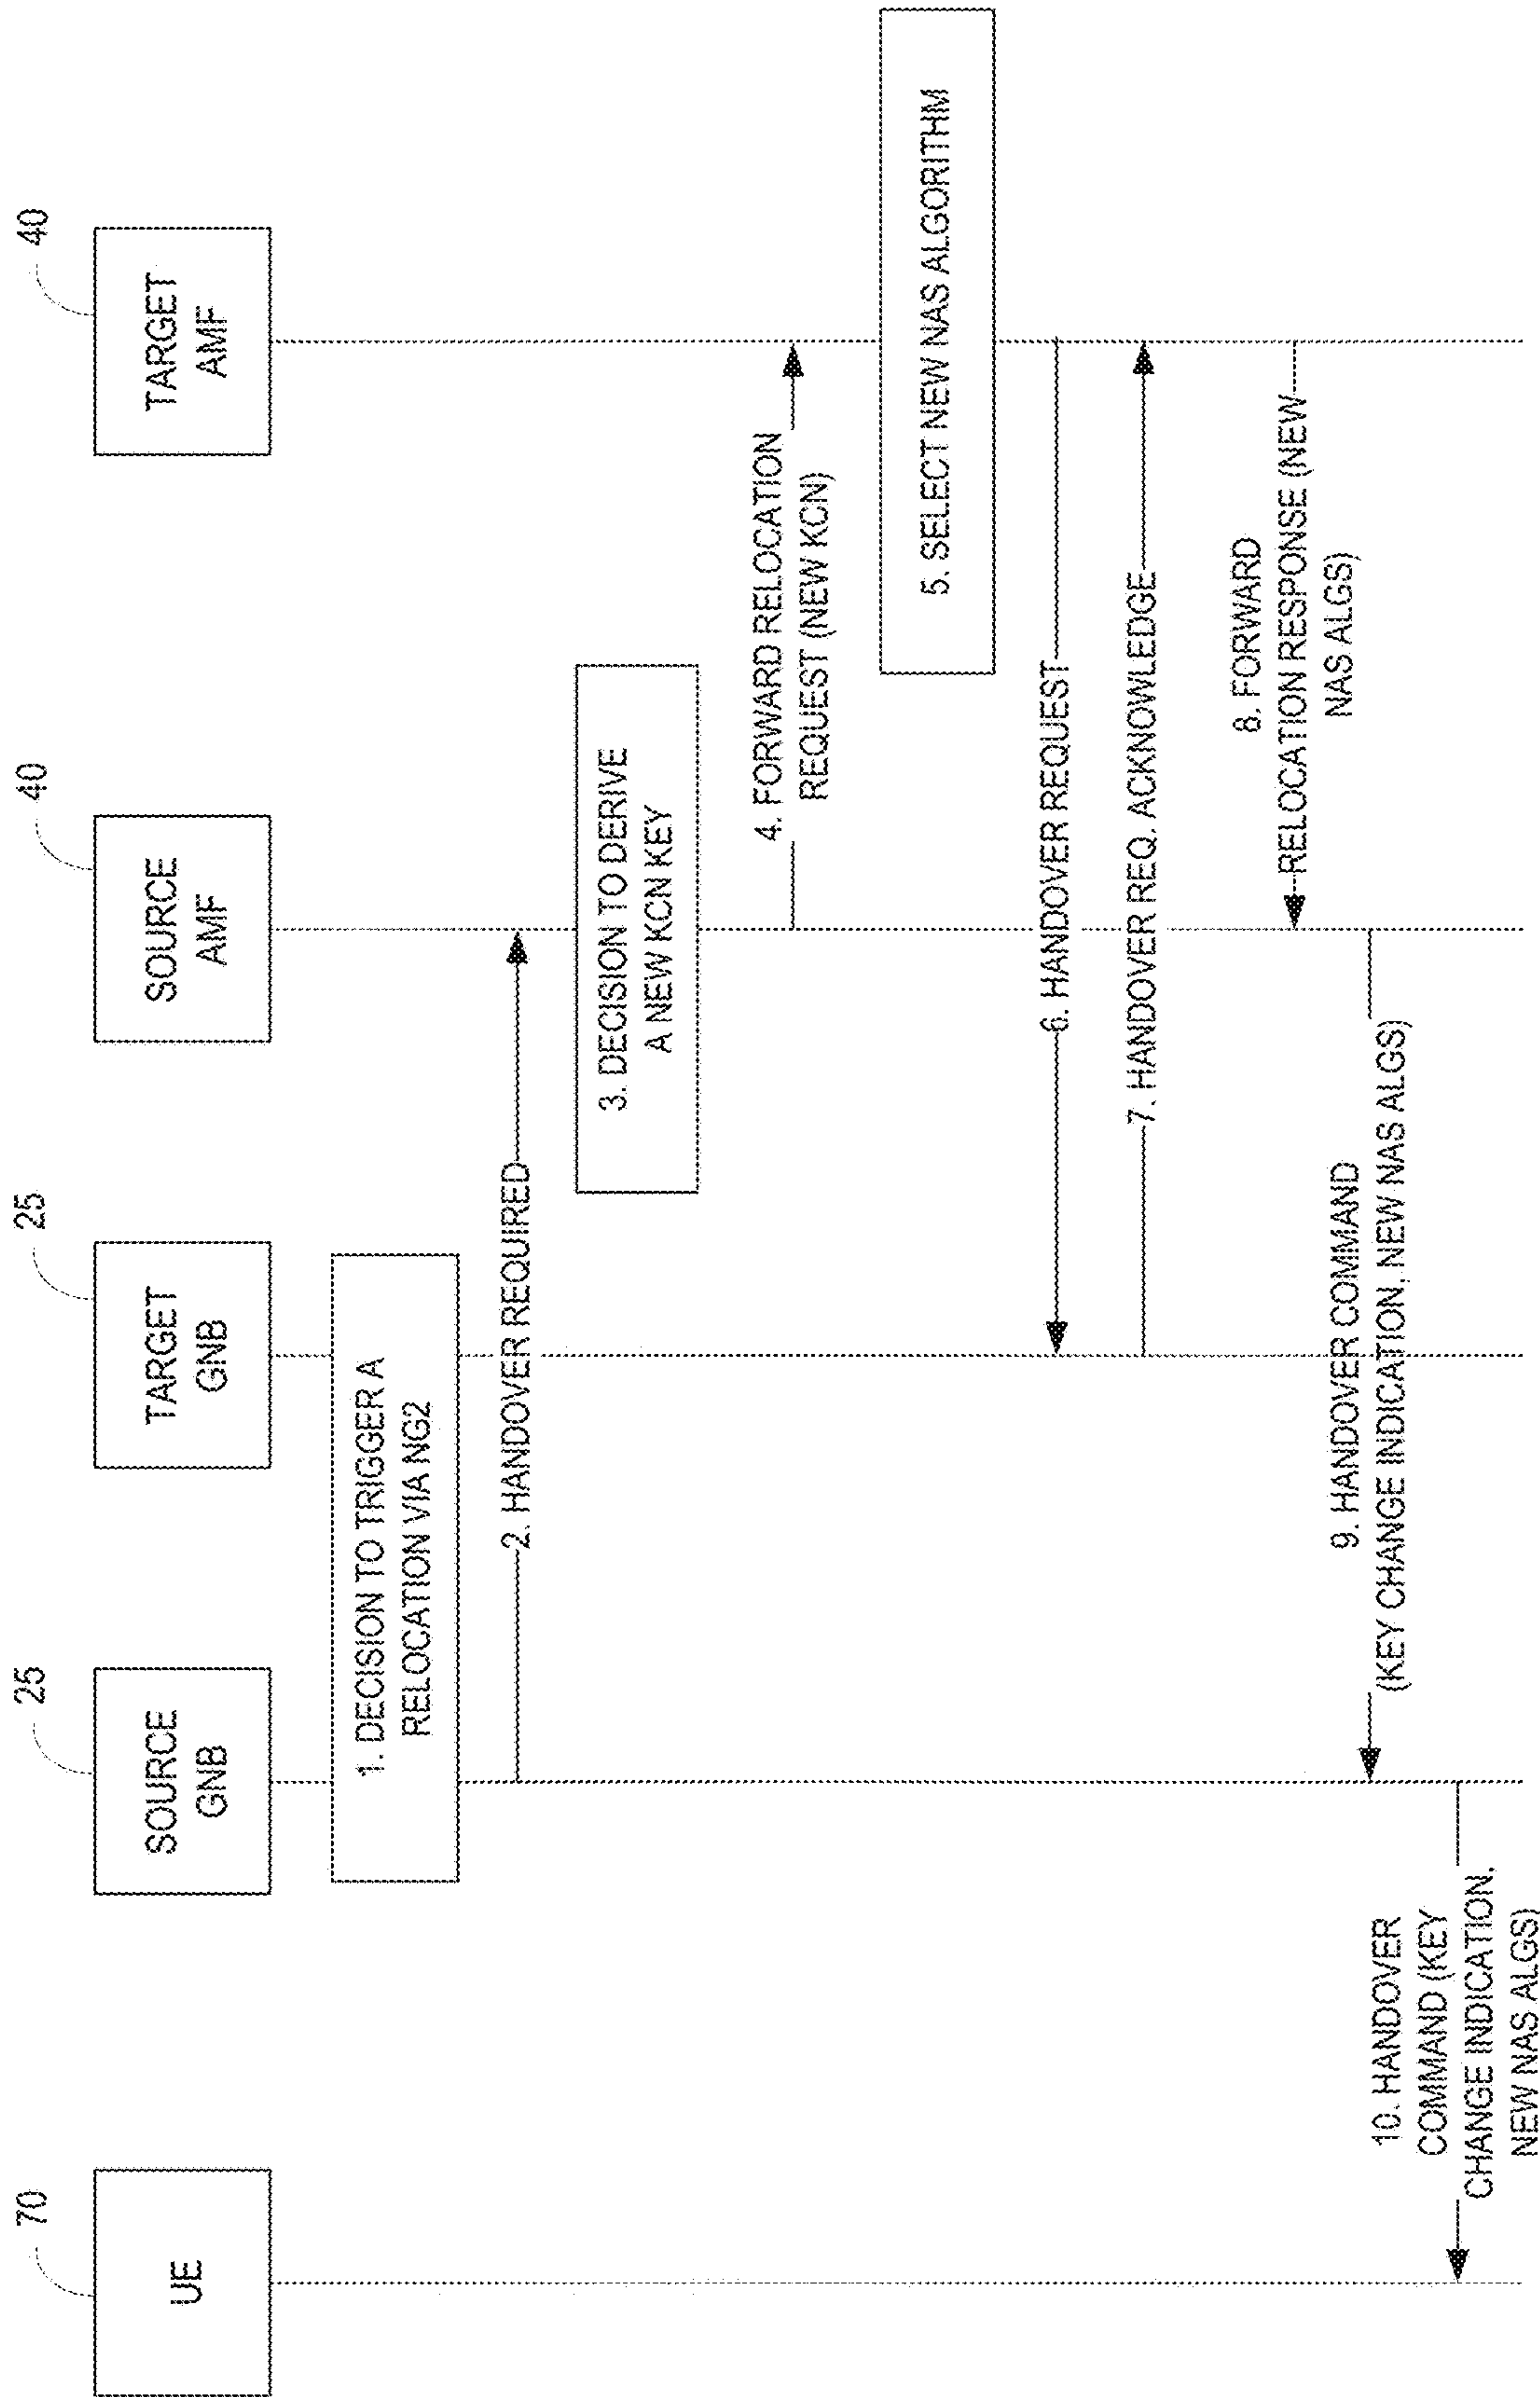 70
25
25
40
40
UE
SOURCE
GNB
TARGET
GNB
SOURCE
AMF
TARGET
AMF
1. DECISION TO TRIGGER A
RELOCATION VIA NG2
2. HANDOVER REQUIRED
3. DECISION TO DERIVE
A NEW KCN KEY
4. FORWARD RELOCATION
REQUEST (NEW KCN)
5. SELECT NEW NAS ALGORITHM
6. HANDOVER REQUEST
7. HANDOVER REQ. ACKNOWLEDGE
8. FORWARD
RELOCATION RESPONSE (NEW
NAS ALGS)
9. HANDOVER COMMAND
(KEY CHANGE INDICATION, NEW NAS ALGS)
10. HANDOVER
COMMAND (KEY
CHANGE INDICATION,
NEW NAS ALGS)